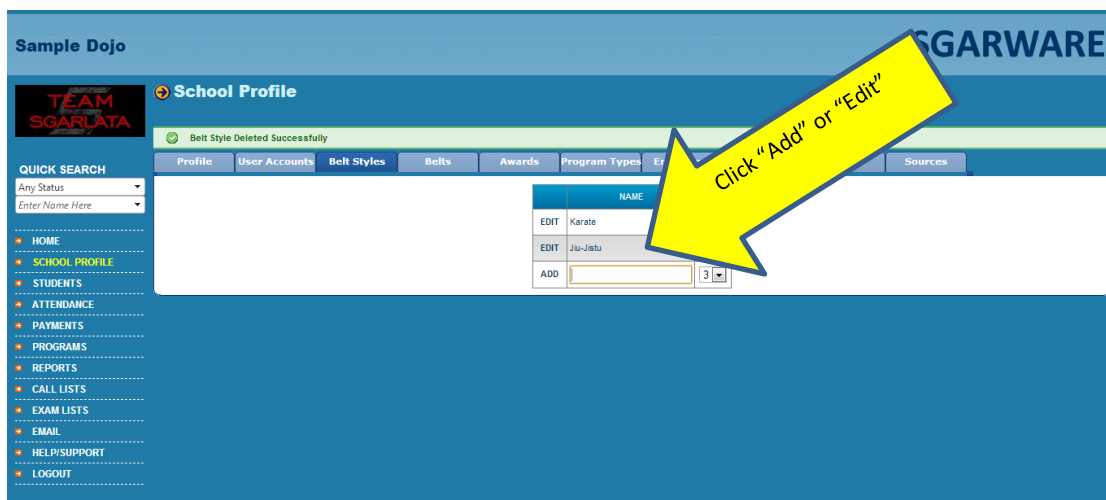 Sample Dojo
SGARWARE
TEAM
SGARLATA
School Profile
Belt Style Deleted Successfully
Profile
User Accounts
Belt Styles
Belts
Awards
Program Types
Sources
Click “Add” or “Edit”
QUICK SEARCH
Any Status
Enter Name Here
NAME
EDIT Karate
EDIT Jiu-Jistu
ADD 3
HOME
SCHOOL PROFILE
STUDENTS
ATTENDANCE
PAYMENTS
PROGRAMS
REPORTS
CALL LISTS
EXAM LISTS
EMAIL
HELP/SUPPORT
LOGOUT